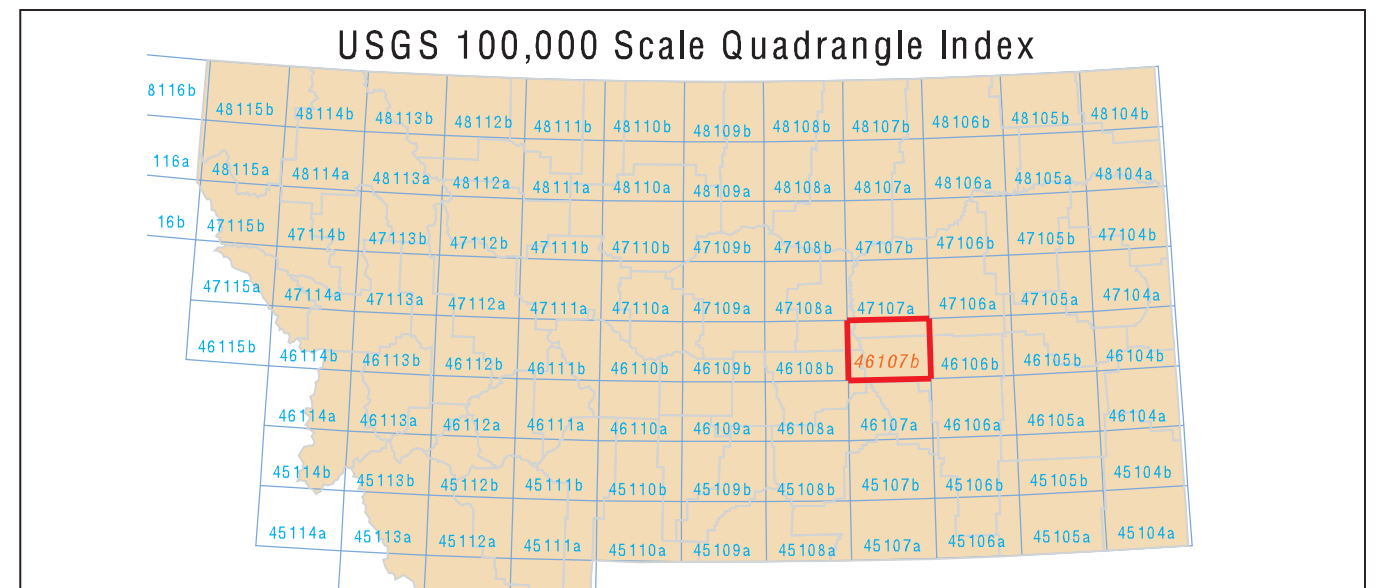 USGS 100,000 Scale Quadrangle Index
8116b 48115b 48114b 48113b 48112b 48111b 48110b 48109b 48108b 48107b 48106b 48105b 48104b
116a 48115a 48114a 48113a 48112a 48111a 48110a 48109a 48108a 48107a 48106a 48105a 48104a
16b 47115b 47114b 47113b 47112b 47111b 47110b 47109b 47108b 47107b 47106b 47105b 47104b
47115a 47114a 47113a 47112a 47111a 47110a 47109a 47108a 47107a 47106a 47105a 47104a
46115b 46114b 46113b 46112b 46111b 46110b 46109b 46108b 46107b 46106b 46105b 46104b
46114a 46113a 46112a 46111a 46110a 46109a 46108a 46107a 46106a 46105a 46104a
45114b 45113b 45112b 45111b 45110b 45109b 45108b 45107b 45106b 45105b 45104b
45114a 45113a 45112a 45111a 45110a 45109a 45108a 45107a 45106a 45105a 45104a